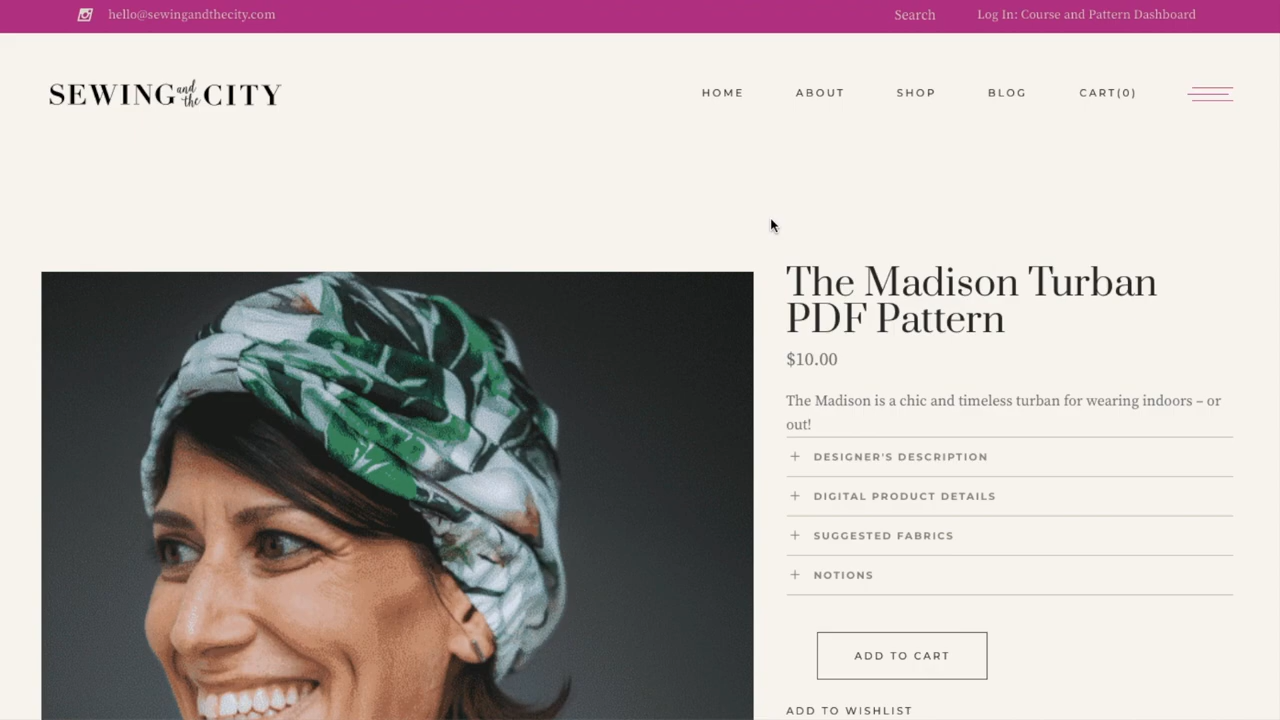 hello@sewingandthecity.com
Search
Log In: Course and Pattern Dashboard
SEWING and the CITY
HOME
ABOUT
SHOP
BLOG
CART(0)
The Madison Turban
PDF Pattern
$10.00
The Madison is a chic and timeless turban for wearing indoors – or
out!
+ DESIGNER'S DESCRIPTION
+ DIGITAL PRODUCT DETAILS
+ SUGGESTED FABRICS
+ NOTIONS
ADD TO CART
ADD TO WISHLIST